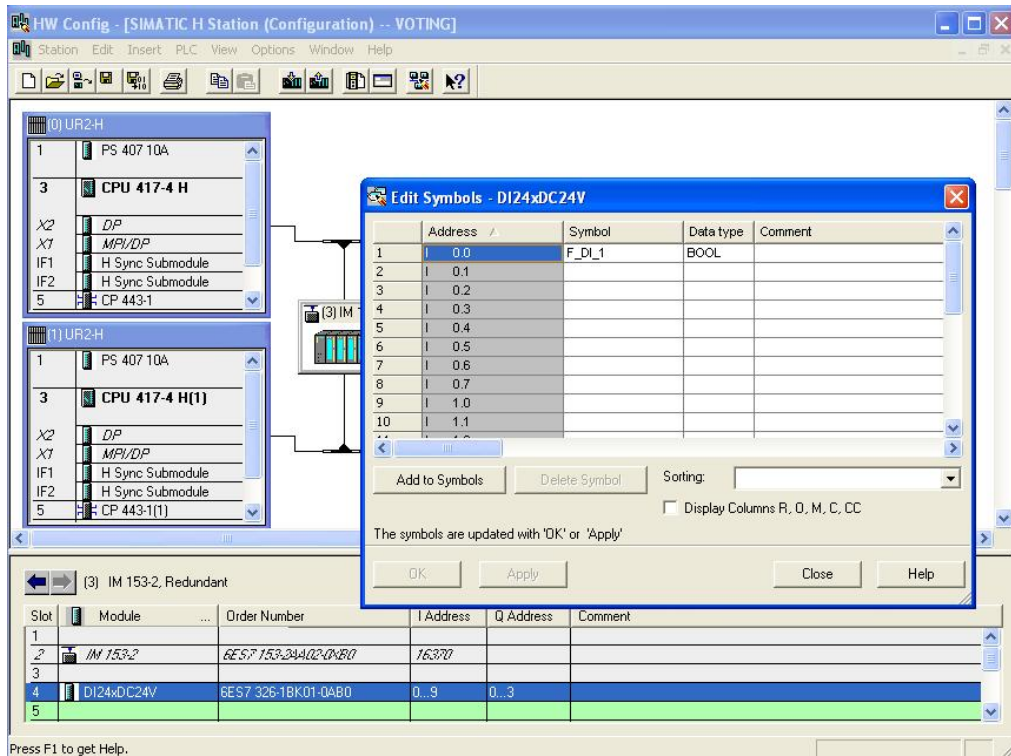 HW Config - [SIMATIC H Station (Configuration) -- VOTING]
Station Edit Insert PLC View Options Window Help
(0) UR2-H
1 PS 407 10A
3 CPU 417-4 H
X2 DP
X1 MPI/DP
IF1 H Sync Submodule
IF2 H Sync Submodule
5 CP 443-1
(1) UR2-H
1 PS 407 10A
3 CPU 417-4 H(1)
X2 DP
X1 MPI/DP
IF1 H Sync Submodule
IF2 H Sync Submodule
5 CP 443-1(1)
(3) IM
Edit Symbols - DI24xDC24V
Address Symbol Data type Comment
1 I 0.0 F_DI_1 BOOL
2 I 0.1
3 I 0.2
4 I 0.3
5 I 0.4
6 I 0.5
7 I 0.6
8 I 0.7
9 I 1.0
10 I 1.1
Add to Symbols Delete Symbol Sorting:
Display Columns R, O, M, C, CC
The symbols are updated with 'OK' or 'Apply'
OK Apply Close Help
(3) IM 153-2, Redundant
Slot Module ... Order Number I Address Q Address Comment
1
2 IM 153-2 6ES7 153-2AA02-0XB0 16370
3
4 DI24xDC24V 6ES7 326-1BK01-0AB0 0...9 0...3
5
Press F1 to get Help.